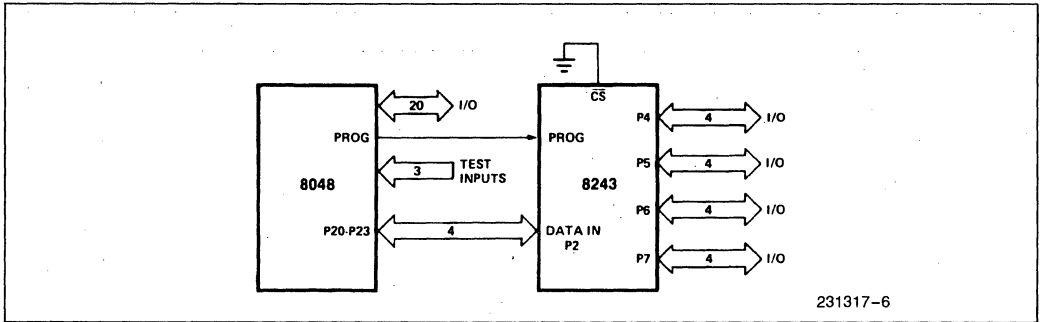 CS
20 I/O
PROG
3 TEST INPUTS
8048
P20-P23
4
PROG
8243
DATA IN
P2
P4 4 I/O
P5 4 I/O
P6 4 I/O
P7 4 I/O
231317-6